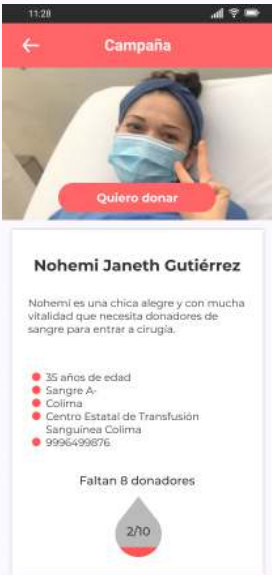 11:28
Campaña
Quiero donar
Nohemi Janeth Gutiérrez
Nohemí es una chica alegre y con mucha
vitalidad que necesita donadores de
sangre para entrar a cirugía.
35 años de edad
Sangre A-
Colima
Centro Estatal de Transfusión
Sanguinea Colima
9996499876
Faltan 8 donadores
2/10